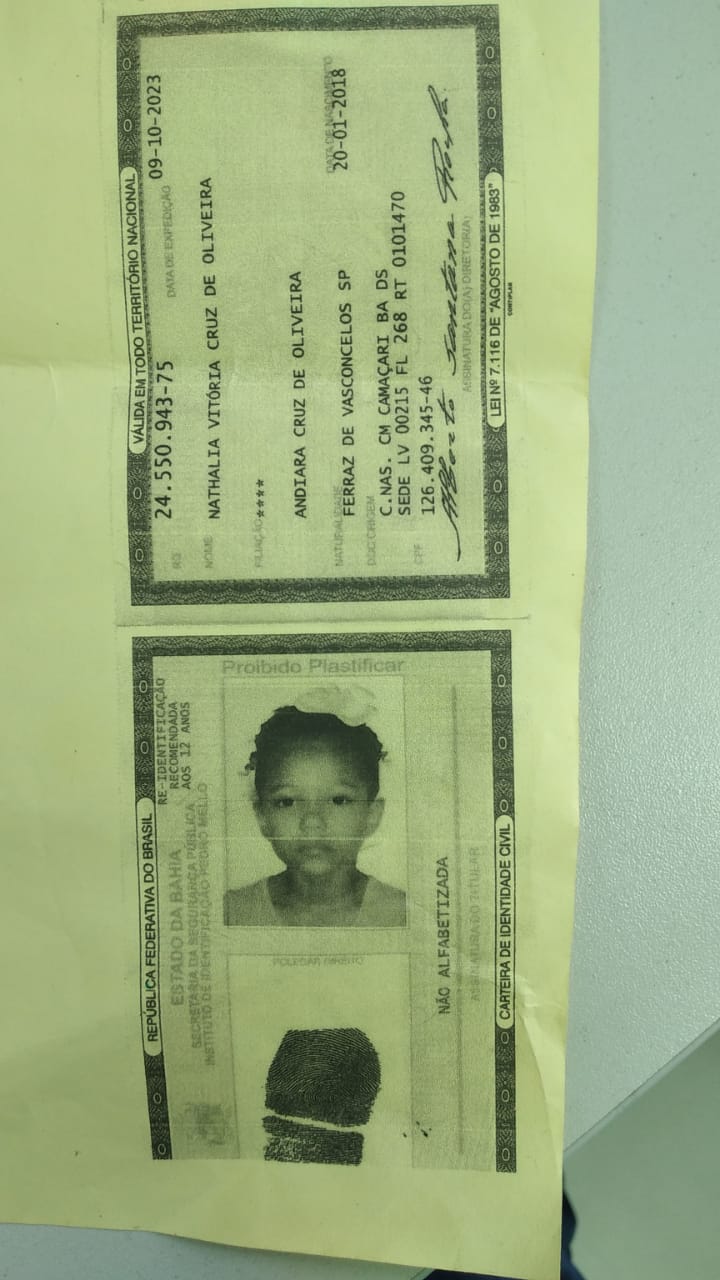 VÁLIDA EM TODO TERRITÓRIO NACIONAL
RG 24.550.943-75 DATA DE EXPEDIÇÃO 09-10-2023
NOME NATHALIA VITÓRIA CRUZ DE OLIVEIRA
FILIAÇÃO ****
ANDIARA CRUZ DE OLIVEIRA
NATURALIDADE FERRAZ DE VASCONCELOS SP DATA DE NASCIMENTO 20-01-2018
DOC ORIGEM C.NAS. CM CAMAÇARI BA DS
SEDE LV 00215 FL 268 RT 0101470
CPF 126.409.345-46
ASSINATURA DO(A) DIRETOR(A)
LEI Nº 7.116 DE "AGOSTO DE 1983"
REPÚBLICA FEDERATIVA DO BRASIL
ESTADO DA BAHIA
SECRETARIA DA SEGURANÇA PÚBLICA
INSTITUTO DE IDENTIFICAÇÃO PEDRO MELLO
RE-IDENTIFICAÇÃO
RECOMENDADA
AOS 12 ANOS
Proibido Plastificar
POLEGAR DIREITO
NÃO ALFABETIZADA
ASSINATURA DO TITULAR
CARTEIRA DE IDENTIDADE CIVIL